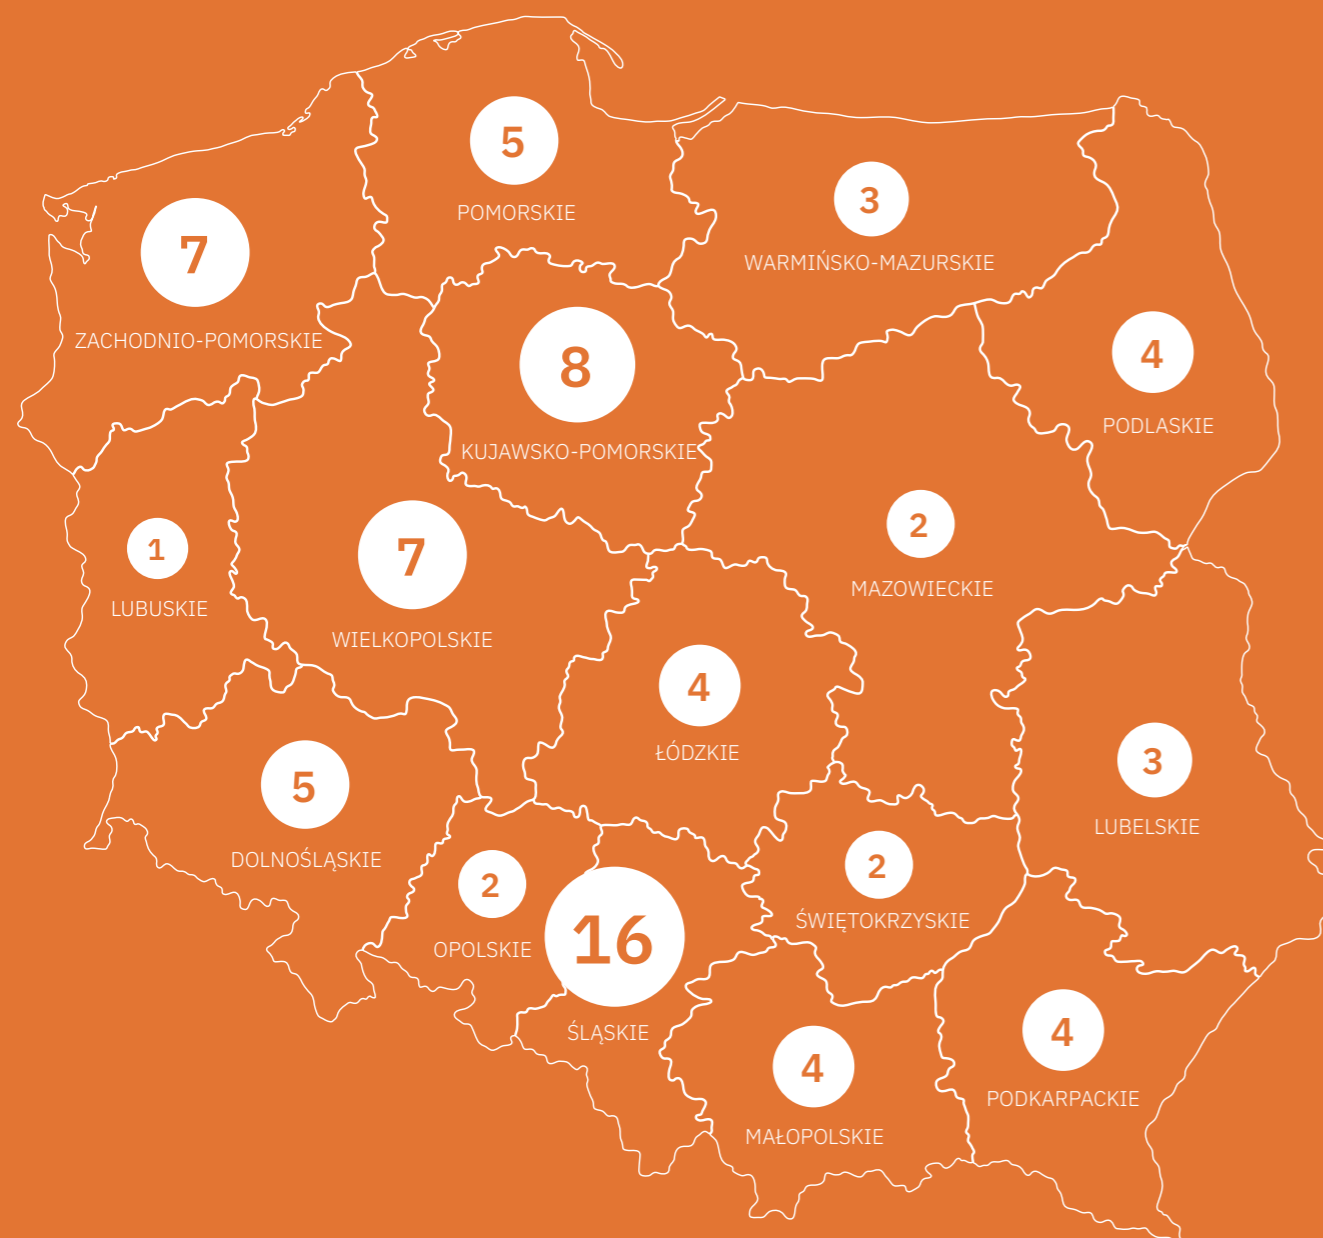 5
POMORSKIE
3
WARMIŃSKO-MAZURSKIE
7
ZACHODNIO-POMORSKIE
8
KUJAWSKO-POMORSKIE
4
PODLASKIE
2
MAZOWIECKIE
1
LUBUSKIE
7
WIELKOPOLSKIE
4
ŁÓDZKIE
3
LUBELSKIE
5
DOLNOŚLĄSKIE
2
OPOLSKIE
16
ŚLĄSKIE
2
ŚWIĘTOKRZYSKIE
4
MAŁOPOLSKIE
4
PODKARPACKIE